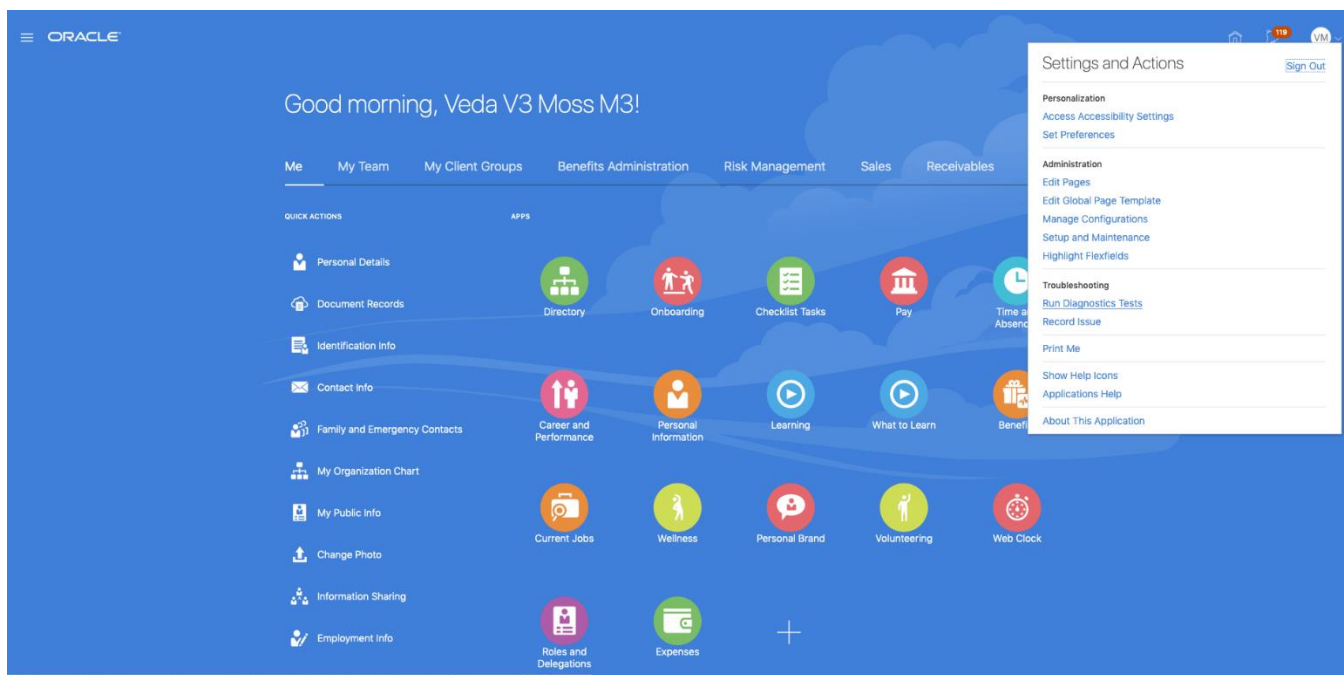 ORACLE
119
VM
Good morning, Veda V3 Moss M3!
Me
My Team
My Client Groups
Benefits Administration
Risk Management
Sales
Receivables
QUICK ACTIONS
Personal Details
Document Records
Identification Info
Contact Info
Family and Emergency Contacts
My Organization Chart
My Public Info
Change Photo
Information Sharing
Employment Info
APPS
Directory
Onboarding
Checklist Tasks
Pay
Time a
Absenc
Career and
Performance
Personal
Information
Learning
What to Learn
Benefi
Current Jobs
Wellness
Personal Brand
Volunteering
Web Clock
Roles and
Delegations
Expenses
Settings and Actions
Sign Out
Personalization
Access Accessibility Settings
Set Preferences
Administration
Edit Pages
Edit Global Page Template
Manage Configurations
Setup and Maintenance
Highlight Flexfields
Troubleshooting
Run Diagnostics Tests
Record Issue
Print Me
Show Help Icons
Applications Help
About This Application